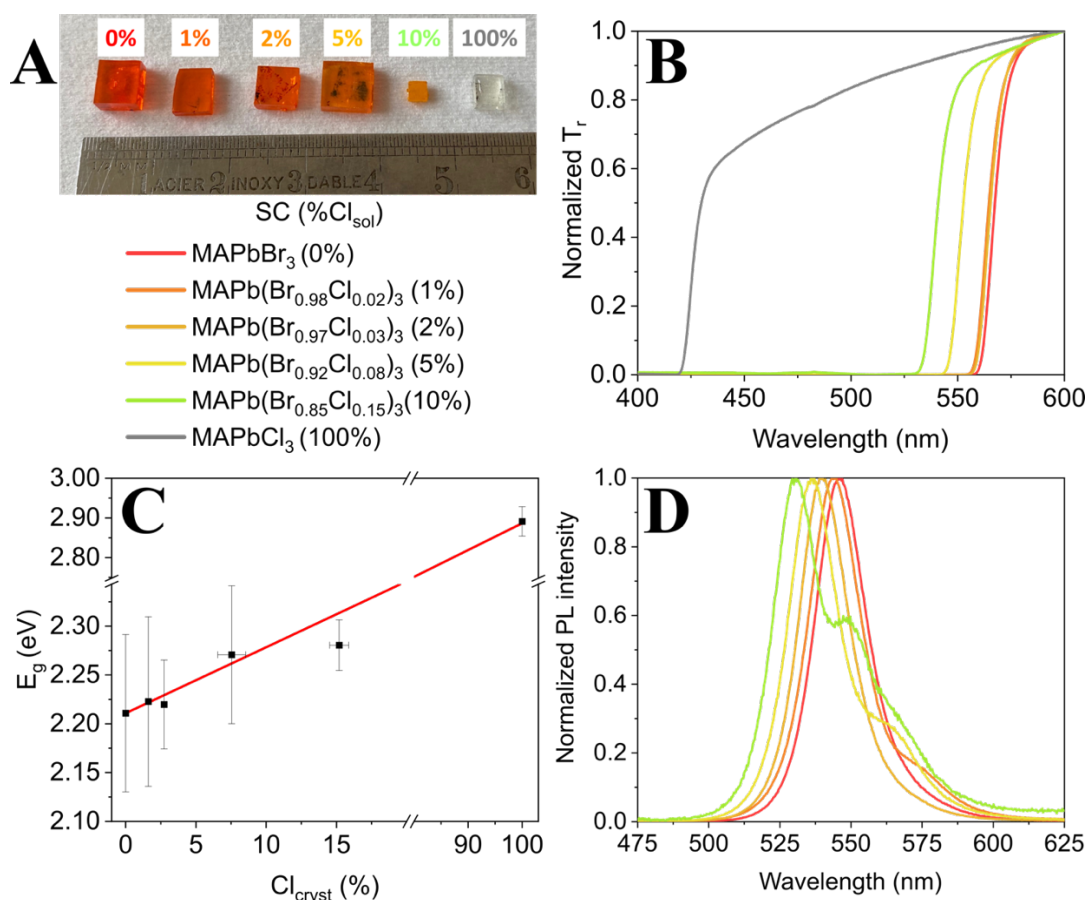 A
0% 1% 2% 5% 10% 100%
ACIER 2 INOXY 3 DABLE 4 5 6
SC (%Cl_sol)
MAPbBr₃ (0%)
MAPb(Br₀.₉₈Cl₀.₀₂)₃ (1%)
MAPb(Br₀.₉₇Cl₀.₀₃)₃ (2%)
MAPb(Br₀.₉₂Cl₀.₀₈)₃ (5%)
MAPb(Br₀.₈₅Cl₀.₁₅)₃(10%)
MAPbCl₃ (100%)
B
Normalized Tᵣ
1.0
0.8
0.6
0.4
0.2
0.0
400 450 500 550 600
Wavelength (nm)
C
E_g (eV)
3.00
2.90
2.80
2.30
2.25
2.20
2.15
2.10
0 5 10 15 90 100
Cl_cryst (%)
D
Normalized PL intensity
1.0
0.8
0.6
0.4
0.2
0.0
475 500 525 550 575 600 625
Wavelength (nm)